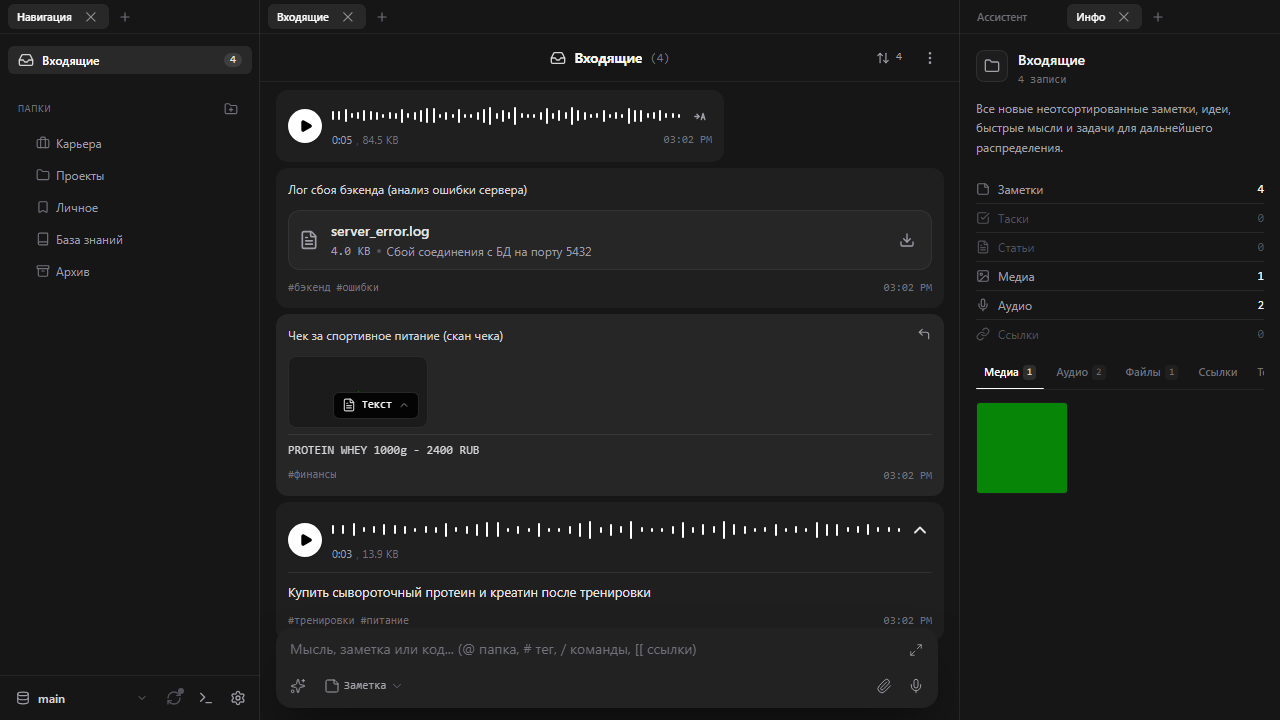 Навигация
Входящие
4
ПАПКИ
Карьера
Проекты
Личное
База знаний
Архив
main
Входящие
Входящие (4)
4
0:05 , 84.5 KB
03:02 PM
Лог сбоя бэкенда (анализ ошибки сервера)
server_error.log
4.0 KB • Сбой соединения с БД на порту 5432
#бэкенд #ошибки
03:02 PM
Чек за спортивное питание (скан чека)
Текст
PROTEIN WHEY 1000g - 2400 RUB
#финансы
03:02 PM
0:03 , 13.9 KB
Купить сывороточный протеин и креатин после тренировки
#тренировки #питание
03:02 PM
Мысль, заметка или код... (@ папка, # тег, / команды, [[ ссылки)
Заметка
Ассистент
Инфо
Входящие
4 записи
Все новые неотсортированные заметки, идеи,
быстрые мысли и задачи для дальнейшего
распределения.
Заметки 4
Таски 0
Статьи 0
Медиа 1
Аудио 2
Ссылки 0
Медиа 1 Аудио 2 Файлы 1 Ссылки